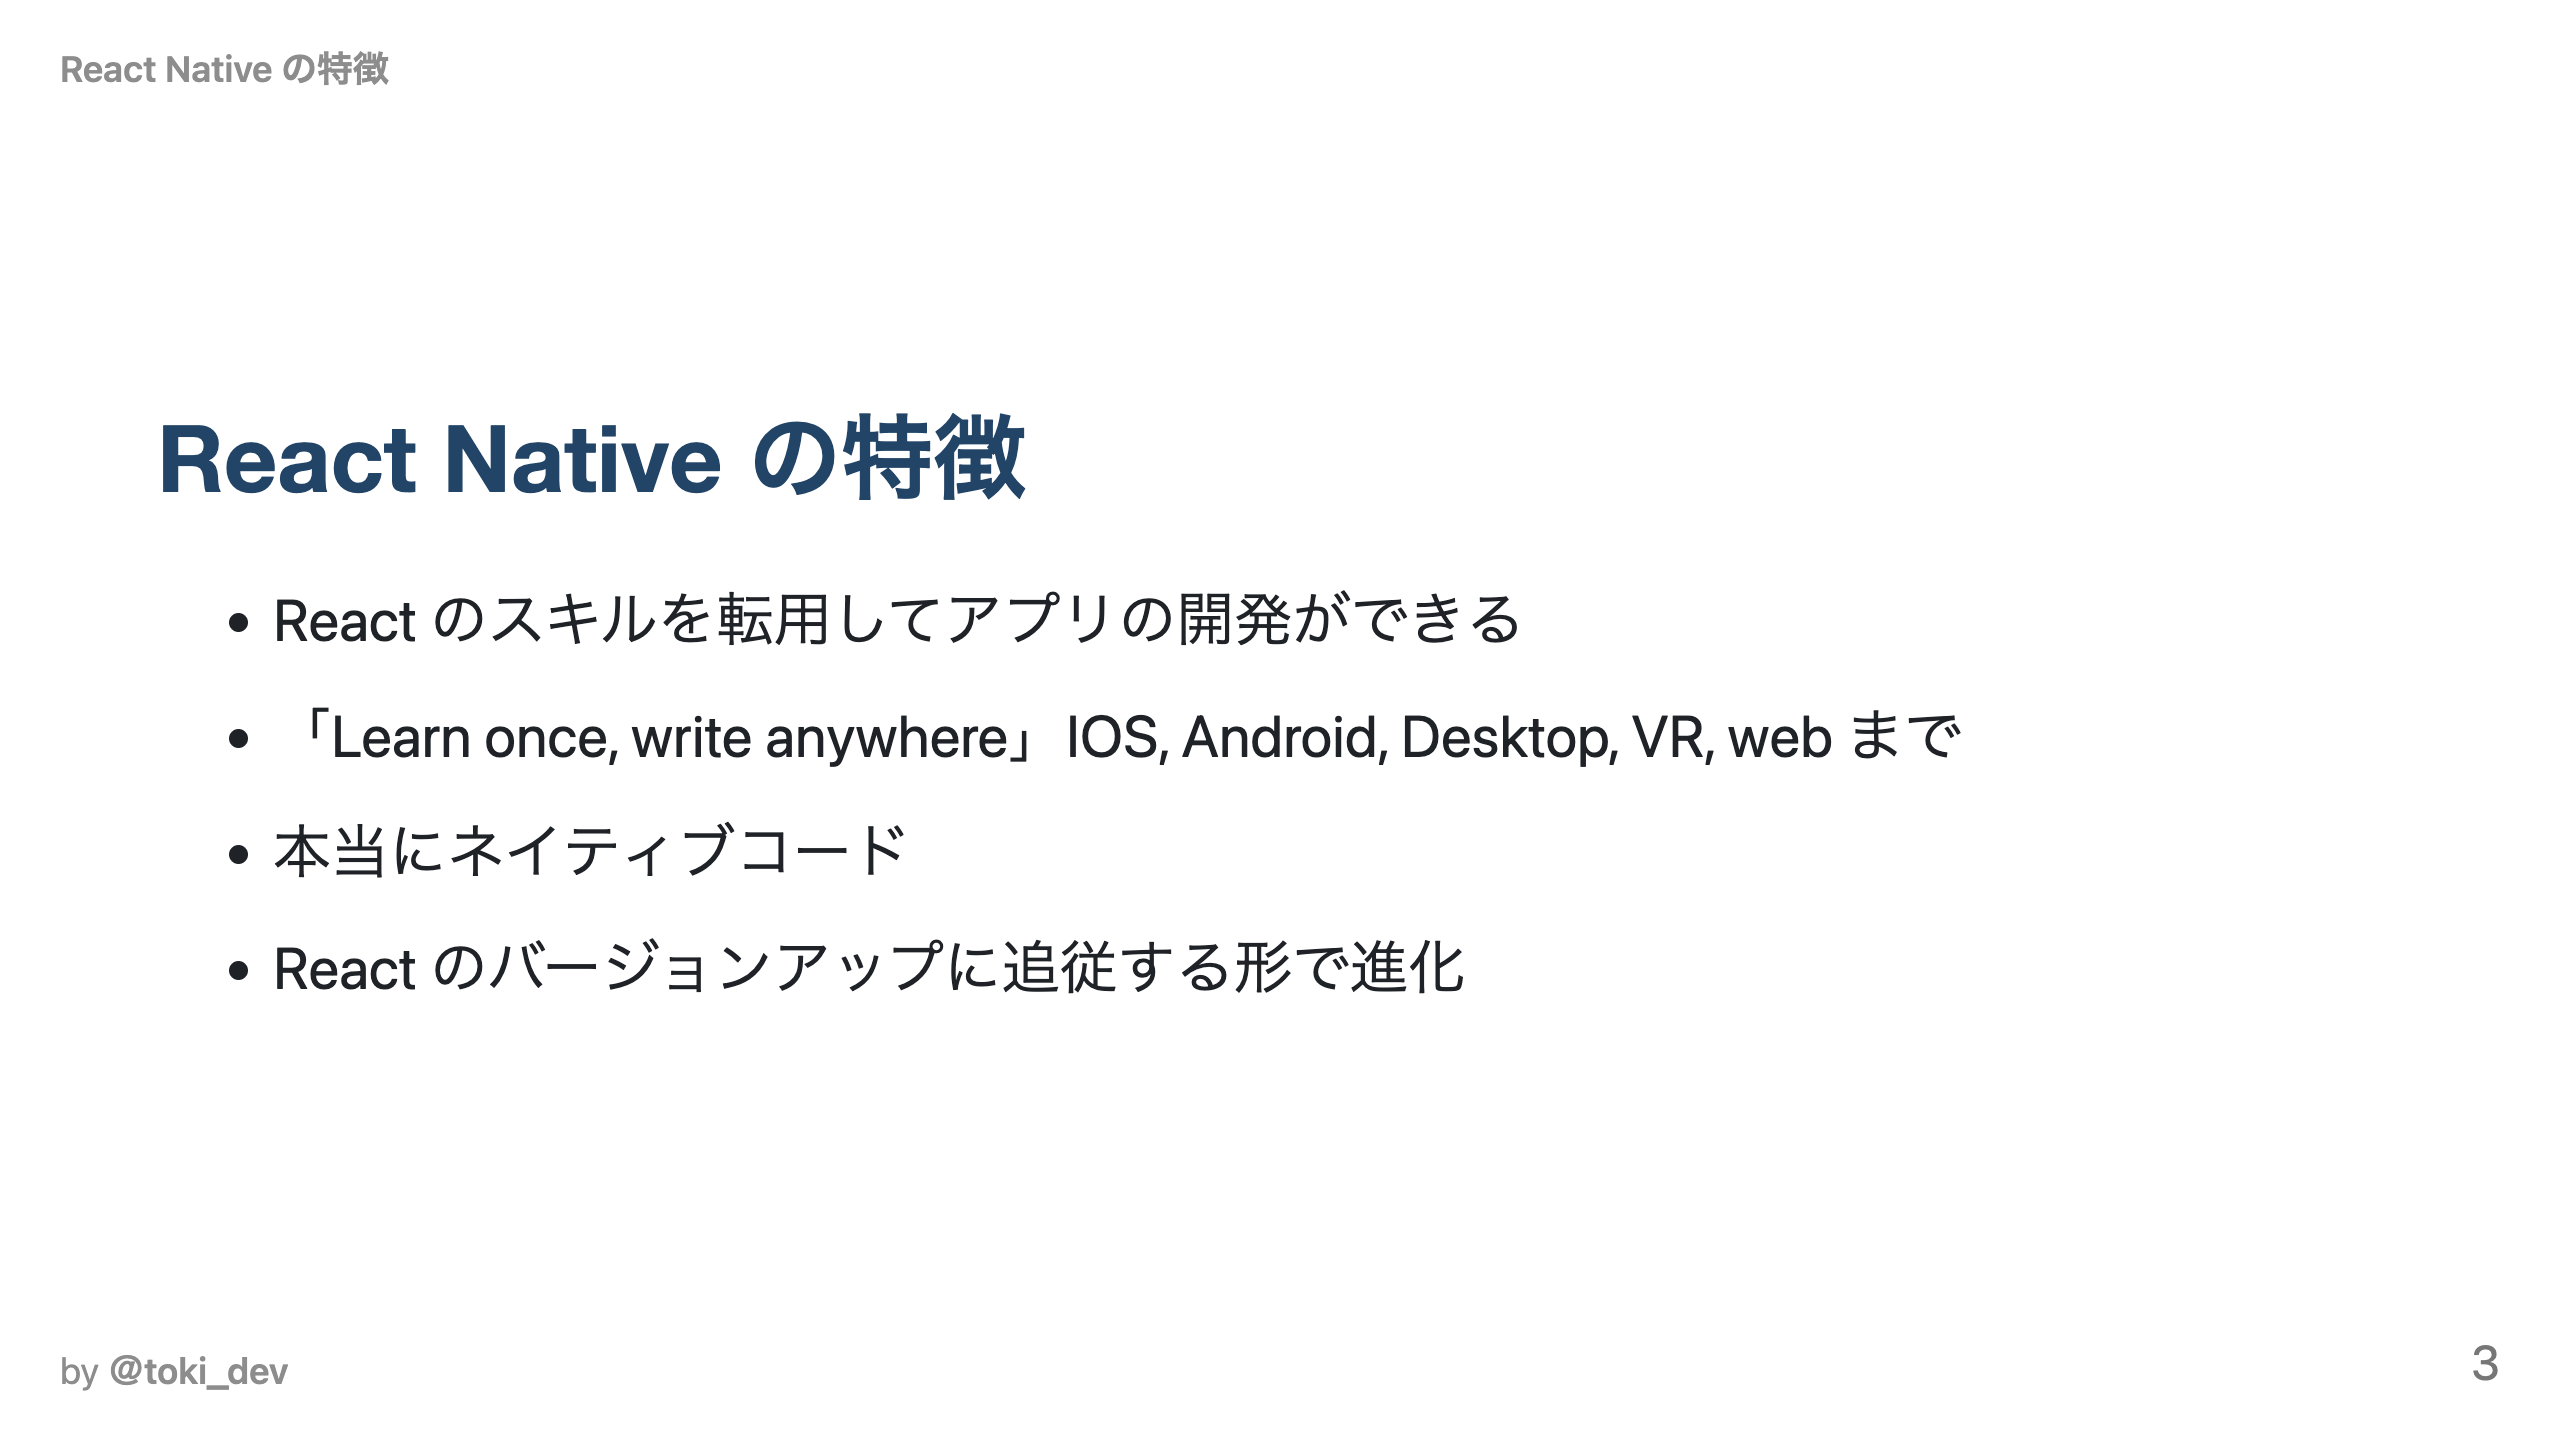 React Native の特徴
React Native の特徴
• React のスキルを転用してアプリの開発ができる
• 「Learn once, write anywhere」 IOS, Android, Desktop, VR, web まで
• 本当にネイティブコード
• React のバージョンアップに追従する形で進化
by @toki_dev
3